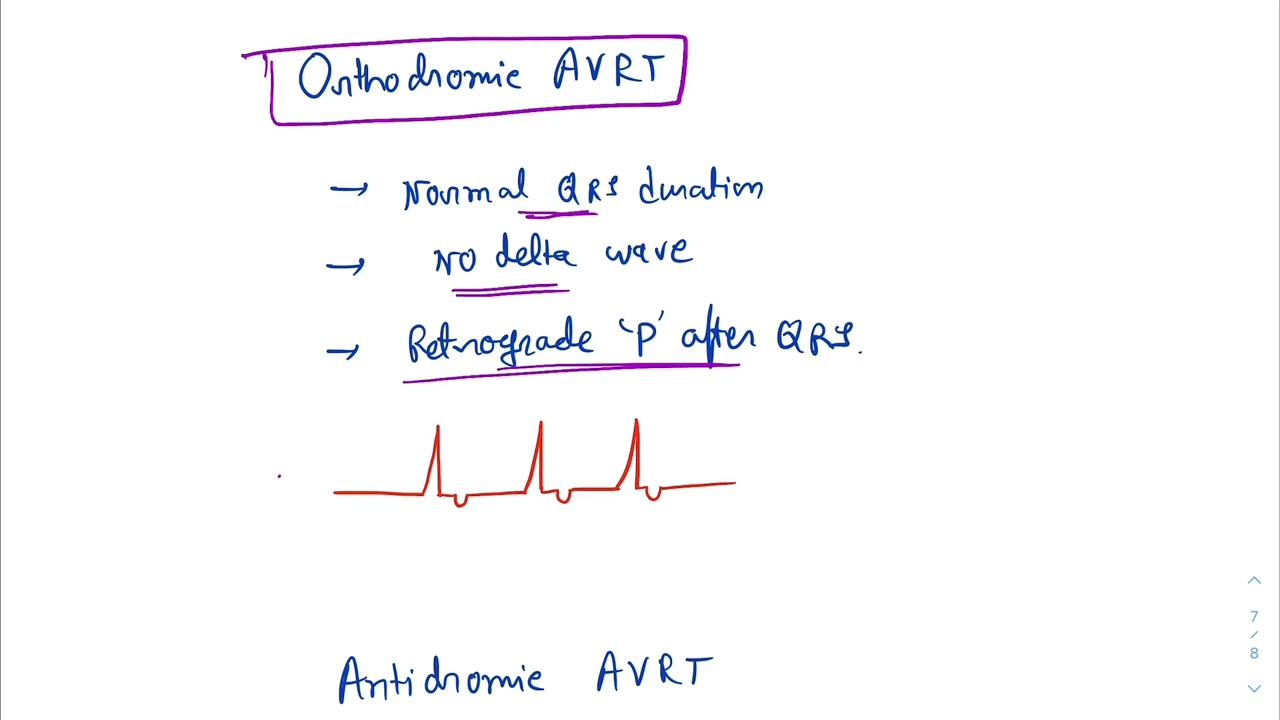 Orthodromic AVRT
→ Normal QRS duration
→ NO delta wave
→ Retrograde 'P' after QRS.
Antidromic AVRT
7
/
8